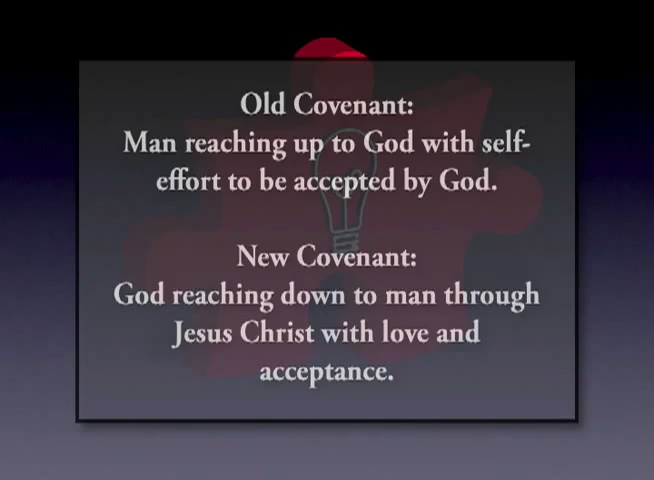 Old Covenant:
Man reaching up to God with self-
effort to be accepted by God.
New Covenant:
God reaching down to man through
Jesus Christ with love and
acceptance.